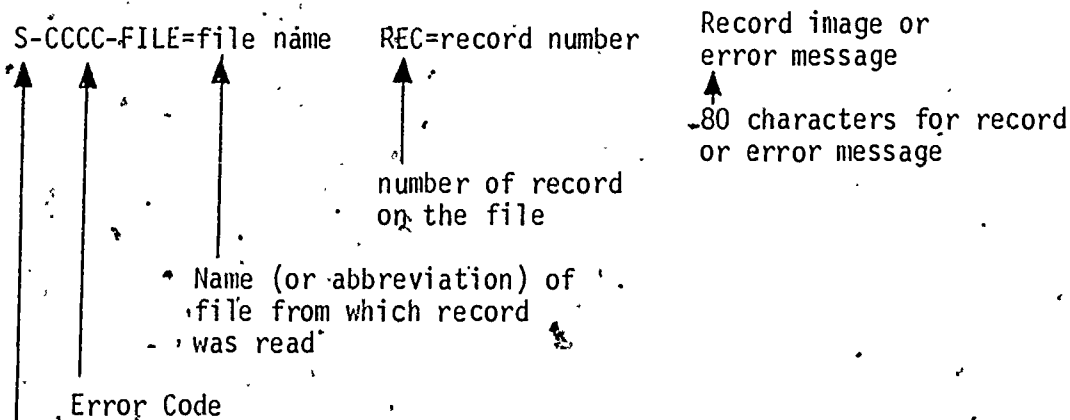 S-CCCC-FILE=file name REC=record number Record image or
error message
80 characters for record
or error message
number of record
on the file
Name (or abbreviation) of
file from which record
was read
Error Code